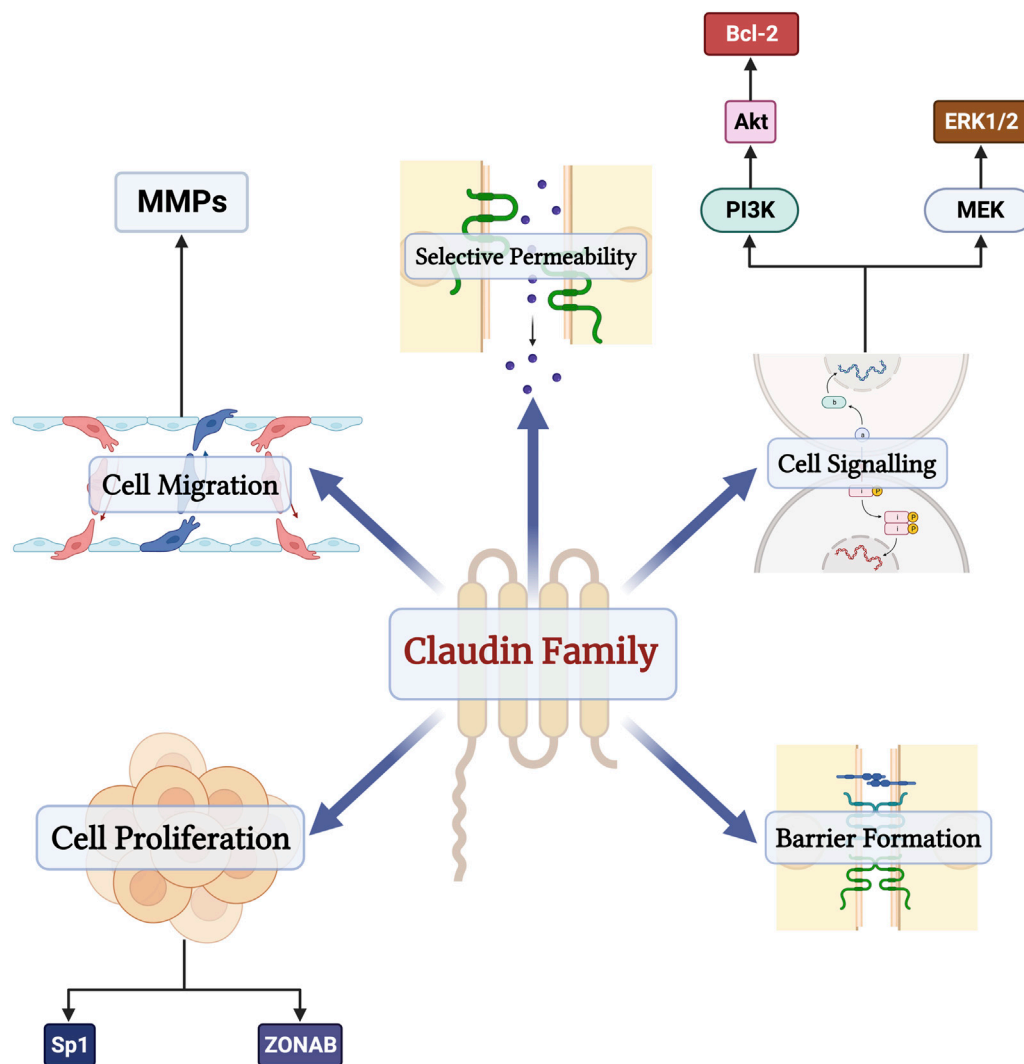 Bcl-2
Akt
ERK1/2
MMPs
PI3K
MEK
Selective Permeability
b
a
Cell Signalling
Cell Migration
i P
i P
i P
Claudin Family
Cell Proliferation
Barrier Formation
Sp1
ZONAB